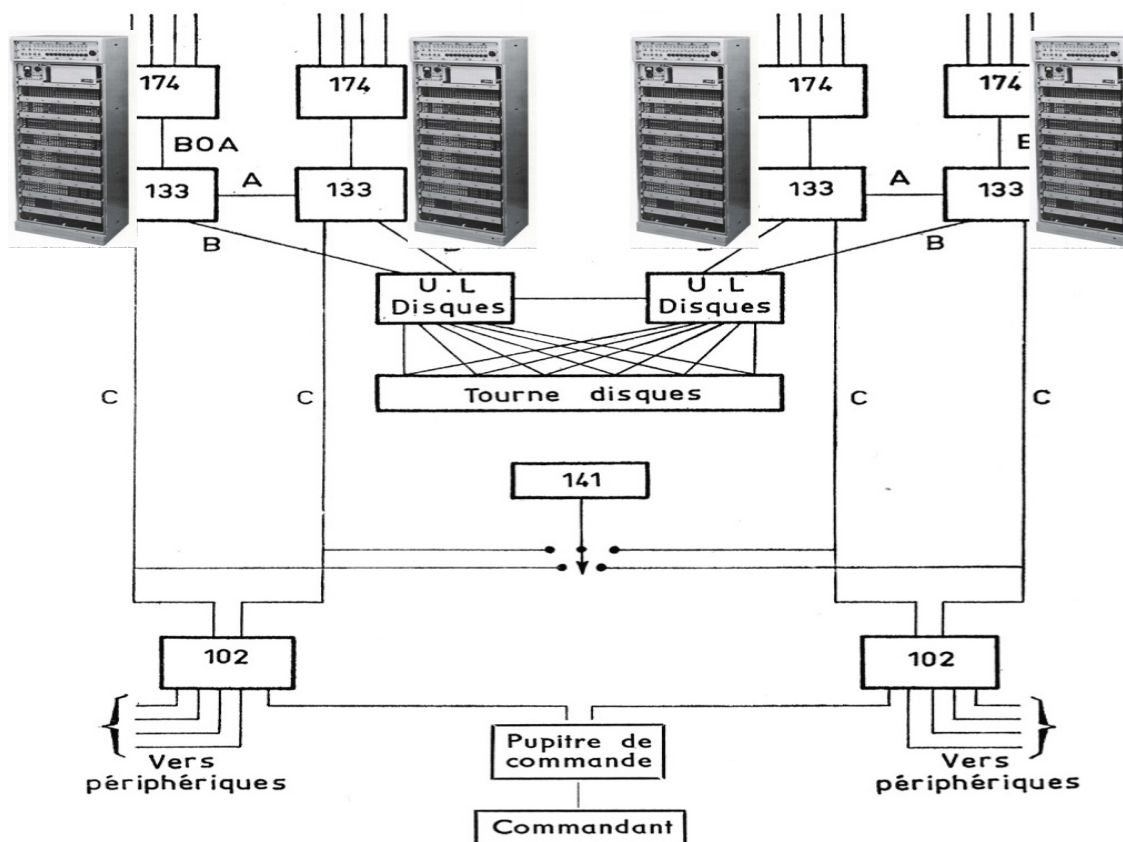 174 174 174 174
BOA
133 A 133 133 A 133
B B
U.L U.L
Disques Disques
Tourne disques
C C C C
141
102 102
Vers Pupitre de Vers
périphériques commande périphériques
Commandant